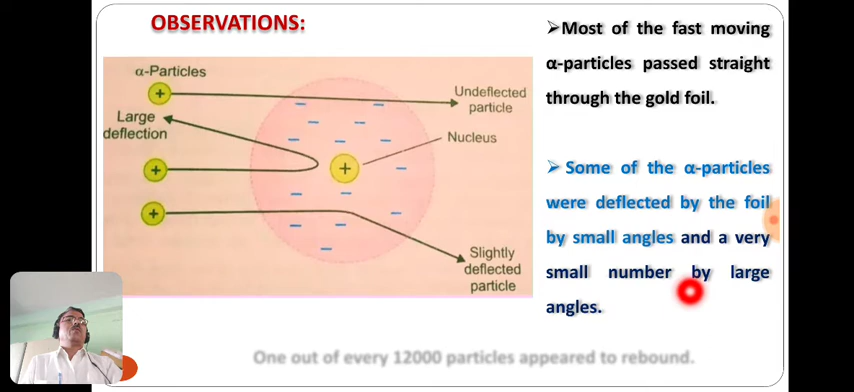 OBSERVATIONS:
α-Particles
Large
deflection
Undeflected
particle
Nucleus
Slightly
deflected
particle
➢Most of the fast moving
α-particles passed straight
through the gold foil.
➢ Some of the α-particles
were deflected by the foil
by small angles and a very
small number by large
angles.
One out of every 12000 particles appeared to rebound.